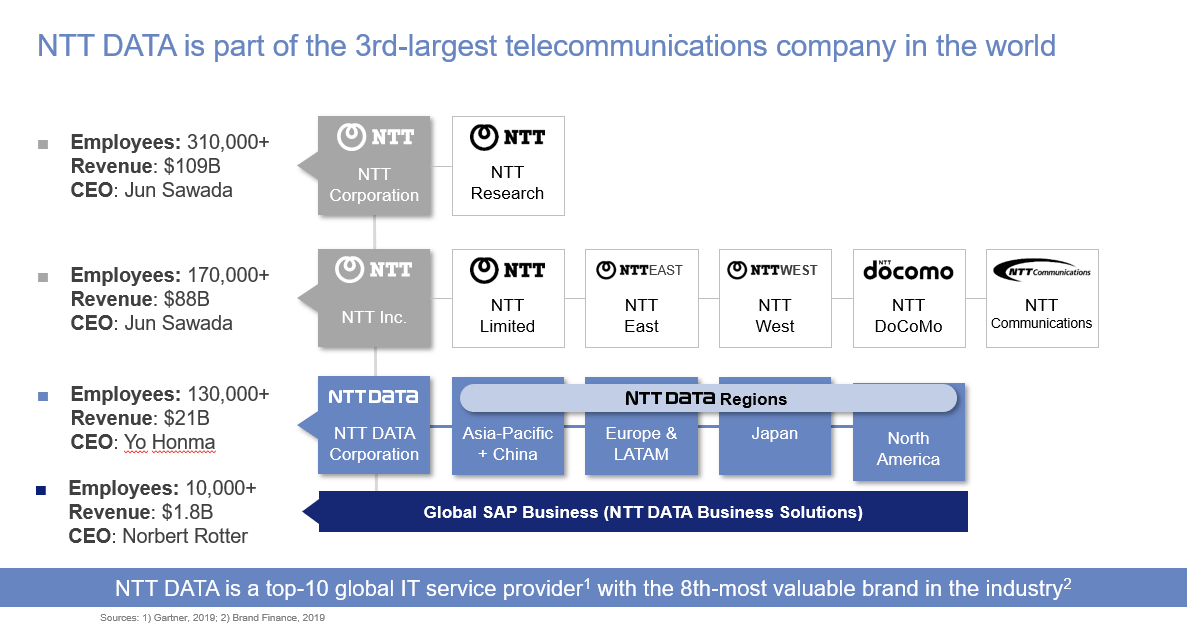 NTT DATA is part of the 3rd-largest telecommunications company in the world
Employees: 310,000+
Revenue: $109B
CEO: Jun Sawada
NTT
NTT
Corporation
NTT
NTT
Research
Employees: 170,000+
Revenue: $88B
CEO: Jun Sawada
NTT
NTT Inc.
NTT
NTT
Limited
NTT EAST
NTT
East
NTT WEST
NTT
West
NTT
döcomo
NTT
DoCoMo
NTT Communications
NTT
Communications
Employees: 130,000+
Revenue: $21B
CEO: Yo Honma
NTT DATA
NTT DATA
Corporation
NTT DATA Regions
Asia-Pacific
+ China
Europe &
LATAM
Japan
North
America
Employees: 10,000+
Revenue: $1.8B
CEO: Norbert Rotter
Global SAP Business (NTT DATA Business Solutions)
NTT DATA is a top-10 global IT service provider¹ with the 8th-most valuable brand in the industry²
Sources: 1) Gartner, 2019; 2) Brand Finance, 2019